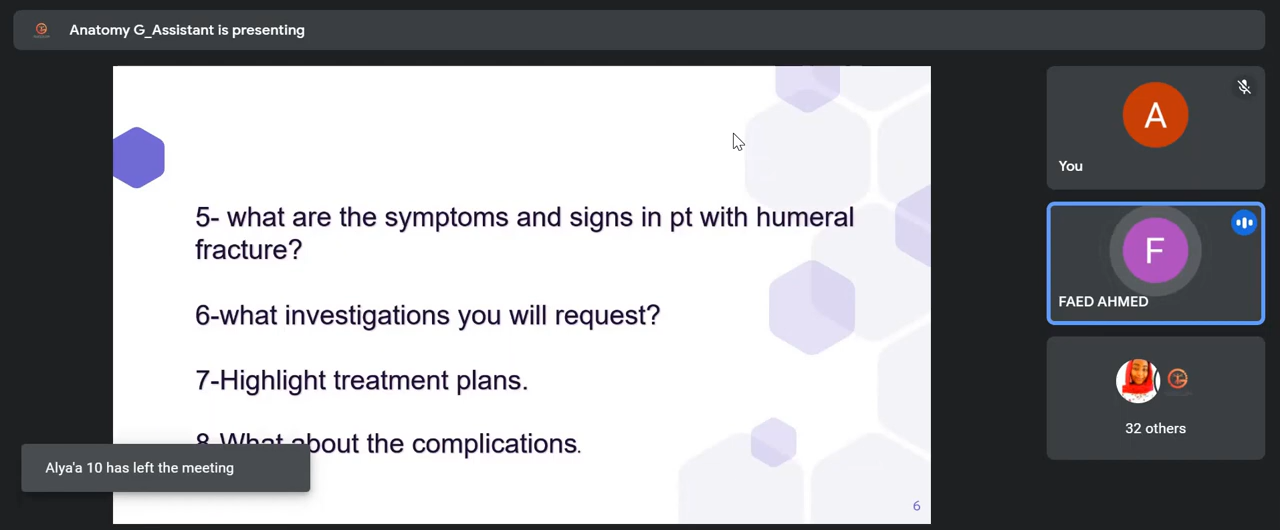 Anatomy G_Assistant is presenting
5- what are the symptoms and signs in pt with humeral
fracture?
6-what investigations you will request?
7-Highlight treatment plans.
8-What about the complications.
6
Alya'a 10 has left the meeting
A
You
F
FAED AHMED
32 others